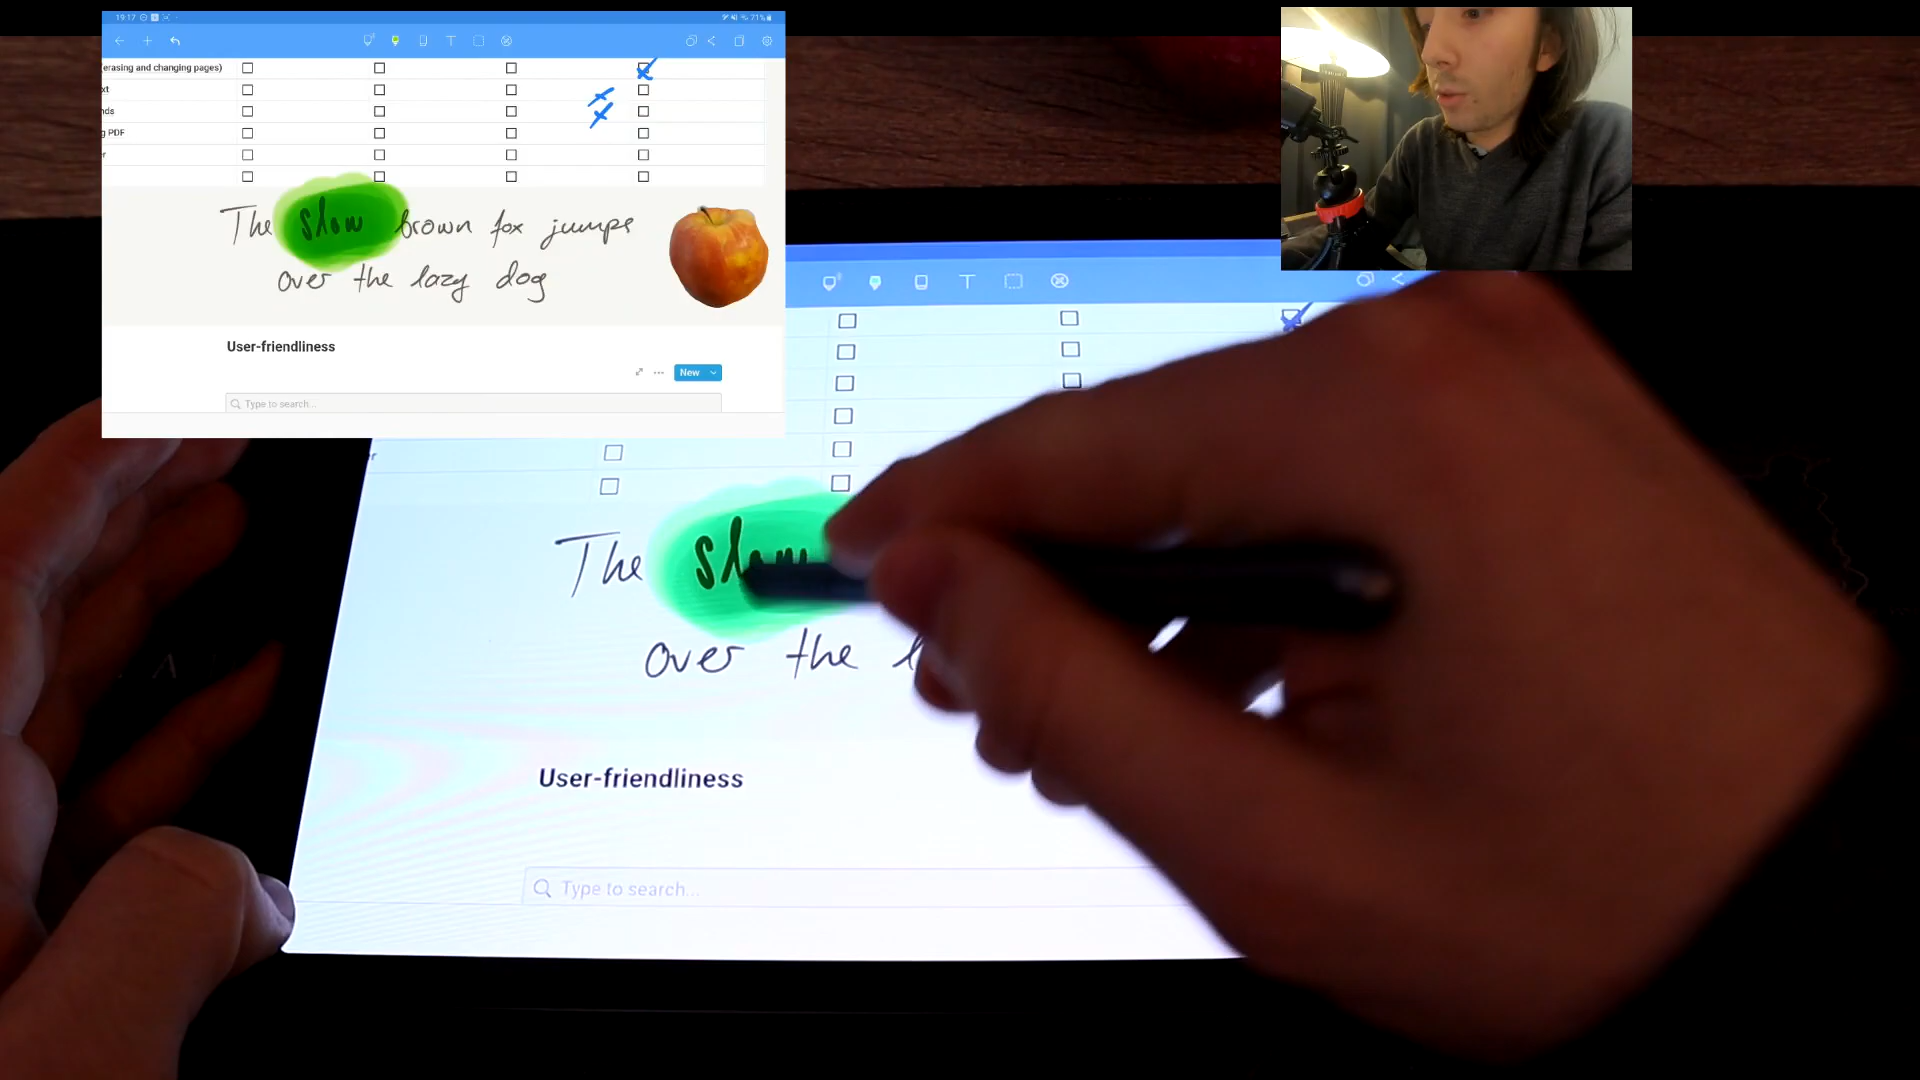 19:17
71%
(erasing and changing pages)
xt
nds
g PDF
r
The slow brown fox jumps
over the lazy dog
User-friendliness
New
Type to search...
T
r
The slow
over the l
User-friendliness
Type to search...